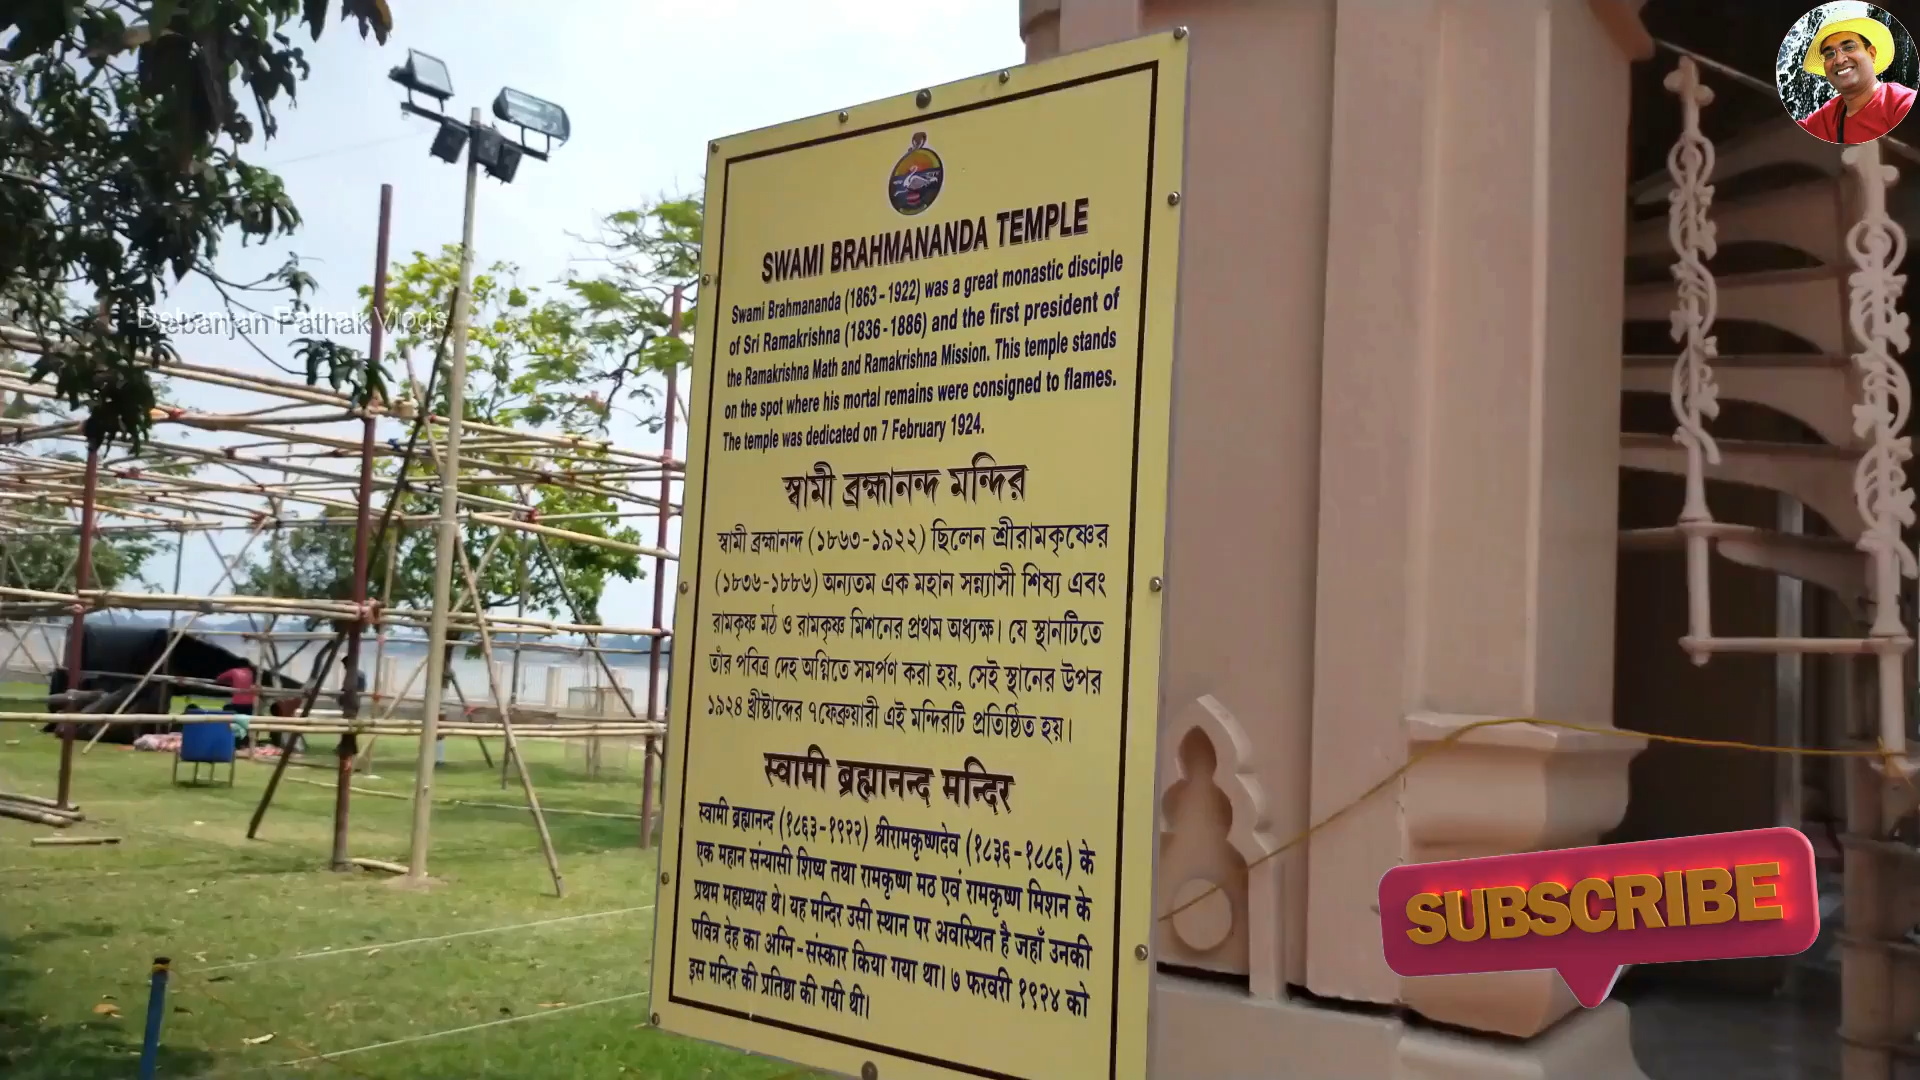 Debanjan Pathak Vlogs
SWAMI BRAHMANANDA TEMPLE
Swami Brahmananda (1863-1922) was a great monastic disciple
of Sri Ramakrishna (1836-1886) and the first president of
the Ramakrishna Math and Ramakrishna Mission. This temple stands
on the spot where his mortal remains were consigned to flames.
The temple was dedicated on 7 February 1924.
স্বামী ব্রহ্মানন্দ মন্দির
স্বামী ব্রহ্মানন্দ (১৮৬৩-১৯২২) ছিলেন শ্রীরামকৃষ্ণের
(১৮৩৬-১৮৮৬) অন্যতম এক মহান সন্ন্যাসী শিষ্য এবং
রামকৃষ্ণ মঠ ও রামকৃষ্ণ মিশনের প্রথম অধ্যক্ষ। যে স্থানটিতে
তাঁর পবিত্র দেহ অগ্নিতে সমর্পণ করা হয়, সেই স্থানের উপর
১৯২৪ খ্রীষ্টাব্দের ৭ফেব্রুয়ারী এই মন্দিরটি প্রতিষ্ঠিত হয়।
स्वामी ब्रह्मानन्द मन्दिर
स्वामी ब्रह्मानन्द (१८६३-१९२२) श्रीरामकृष्णदेव (१८३६-१८८६) के
एक महान संन्यासी शिष्य तथा रामकृष्ण मठ एवं रामकृष्ण मिशन के
प्रथम महाध्यक्ष थे। यह मन्दिर उसी स्थान पर अवस्थित है जहाँ उनकी
पवित्र देह का अग्नि-संस्कार किया गया था। ७ फरवरी १९२४ को
इस मन्दिर की प्रतिष्ठा की गयी थी।
SUBSCRIBE